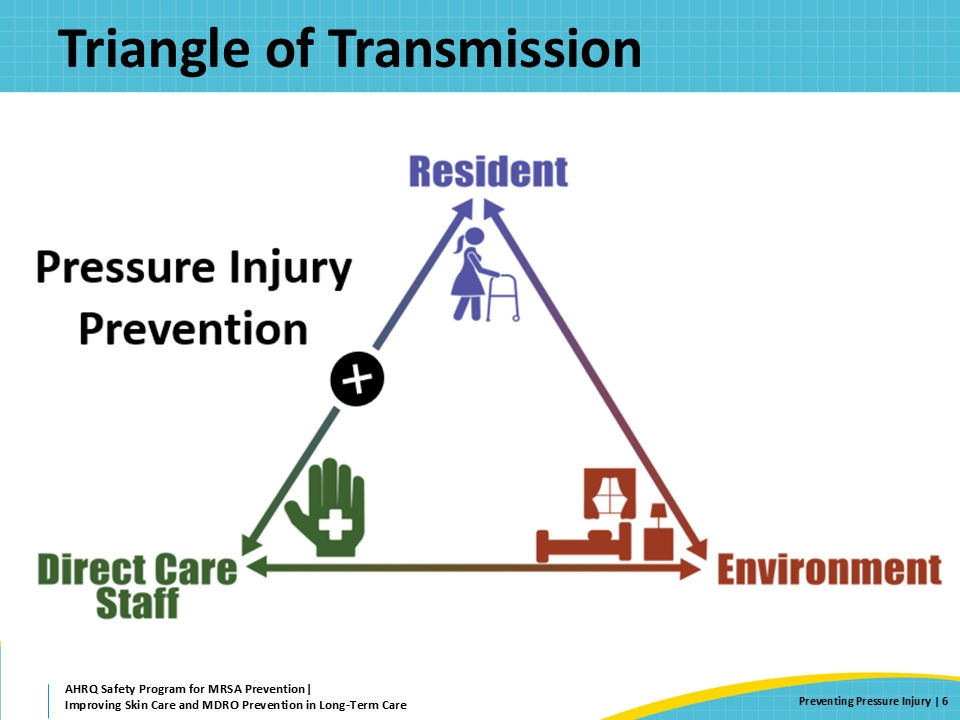 Triangle of Transmission
Resident
Pressure Injury
Prevention
Direct Care
Staff
Environment
AHRQ Safety Program for MRSA Prevention|
Improving Skin Care and MDRO Prevention in Long-Term Care
Preventing Pressure Injury | 6